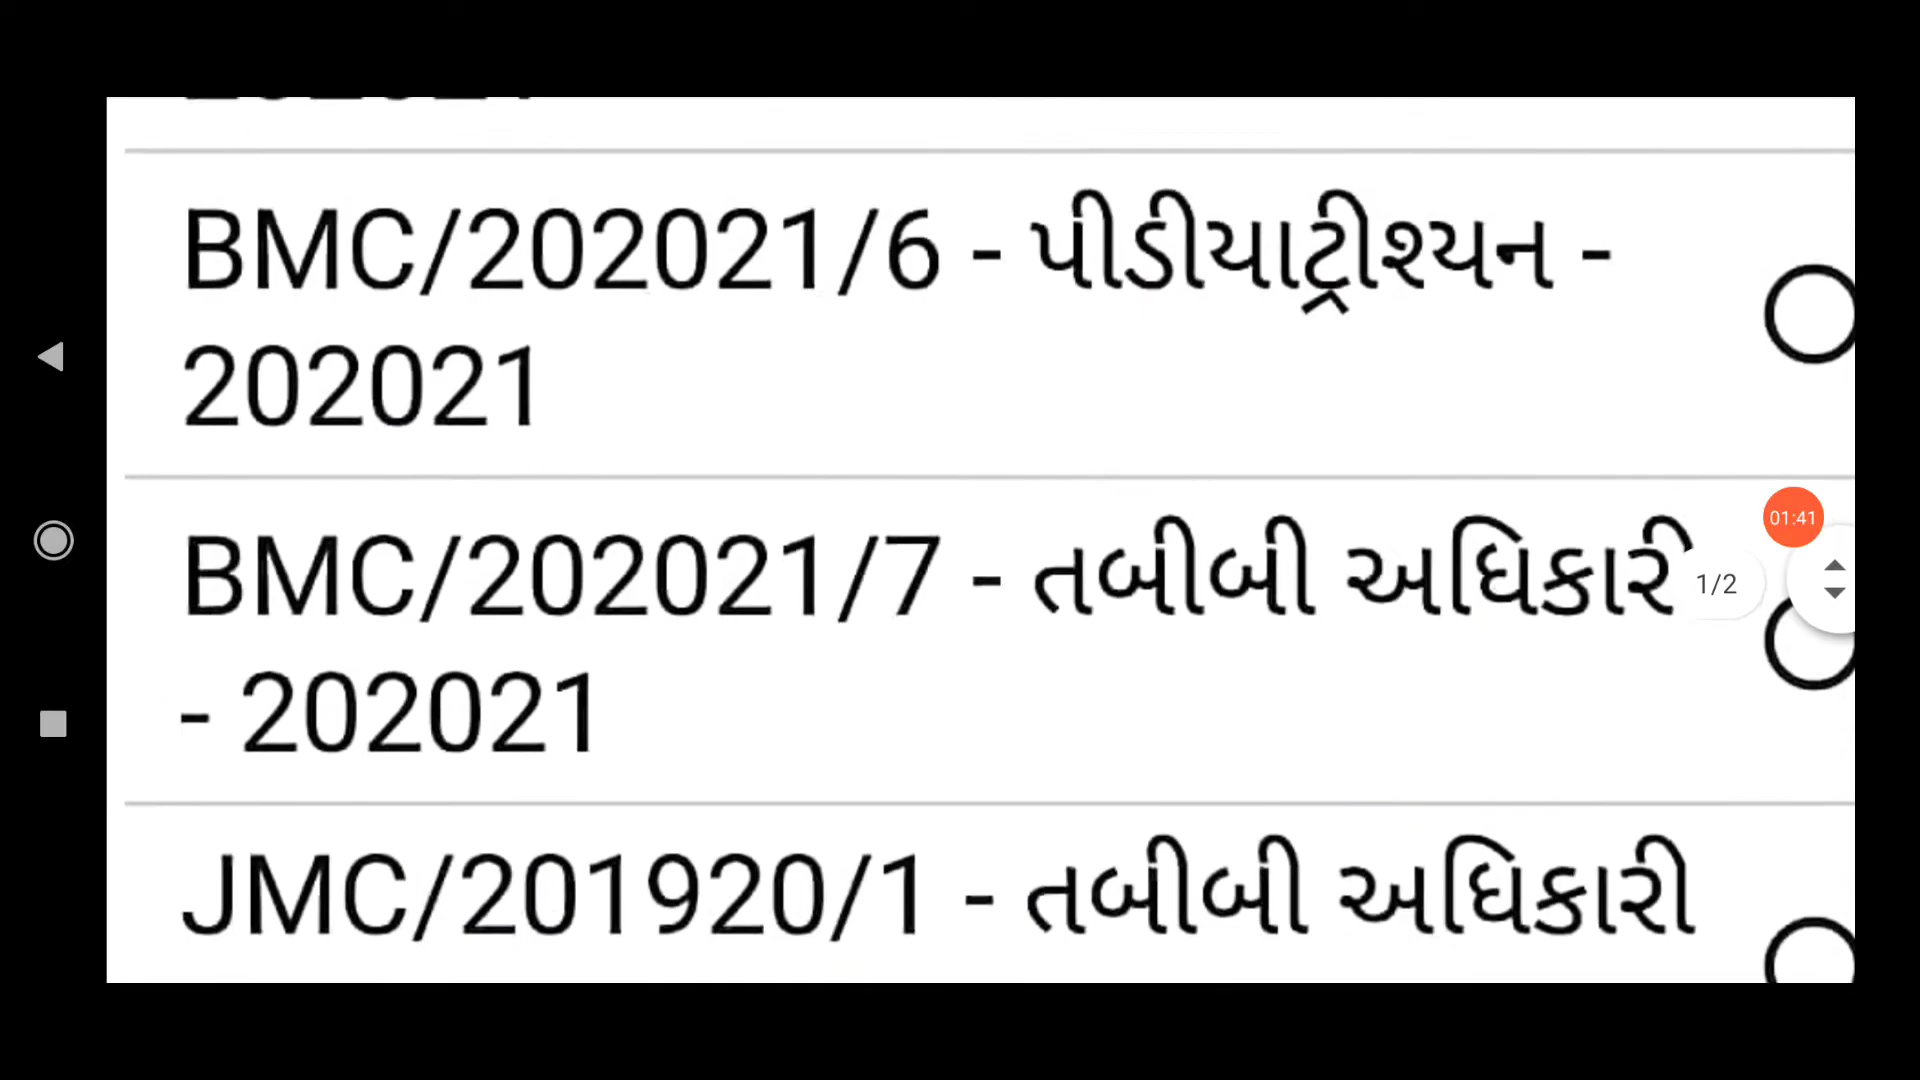 BMC/202021/6 - પીડીયાટ્રીશ્યન -
202021
BMC/202021/7 - તબીબી અધિકારી
- 202021
JMC/201920/1 - તબીબી અધિકારી
01:41
1/2